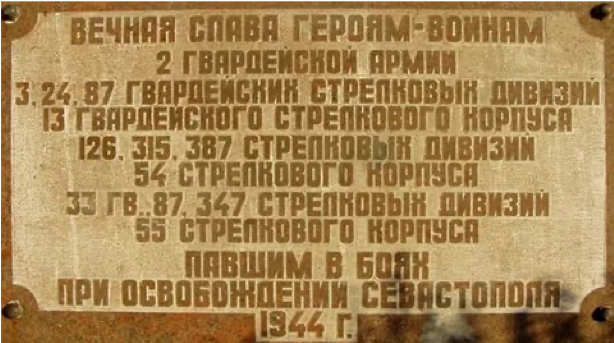 ВЕЧНАЯ СЛАВА ГЕРОЯМ-ВОИНАМ
2 ГВАРДЕЙСКОЙ АРМИИ
3, 24, 87 ГВАРДЕЙСКИХ СТРЕЛКОВЫХ ДИВИЗИЙ
13 ГВАРДЕЙСКОГО СТРЕЛКОВОГО КОРПУСА
126, 315, 387 СТРЕЛКОВЫХ ДИВИЗИЙ
54 СТРЕЛКОВОГО КОРПУСА
33 ГВ., 87, 347 СТРЕЛКОВЫХ ДИВИЗИЙ
55 СТРЕЛКОВОГО КОРПУСА
ПАВШИМ В БОЯХ
ПРИ ОСВОБОЖДЕНИИ СЕВАСТОПОЛЯ
1944 Г.